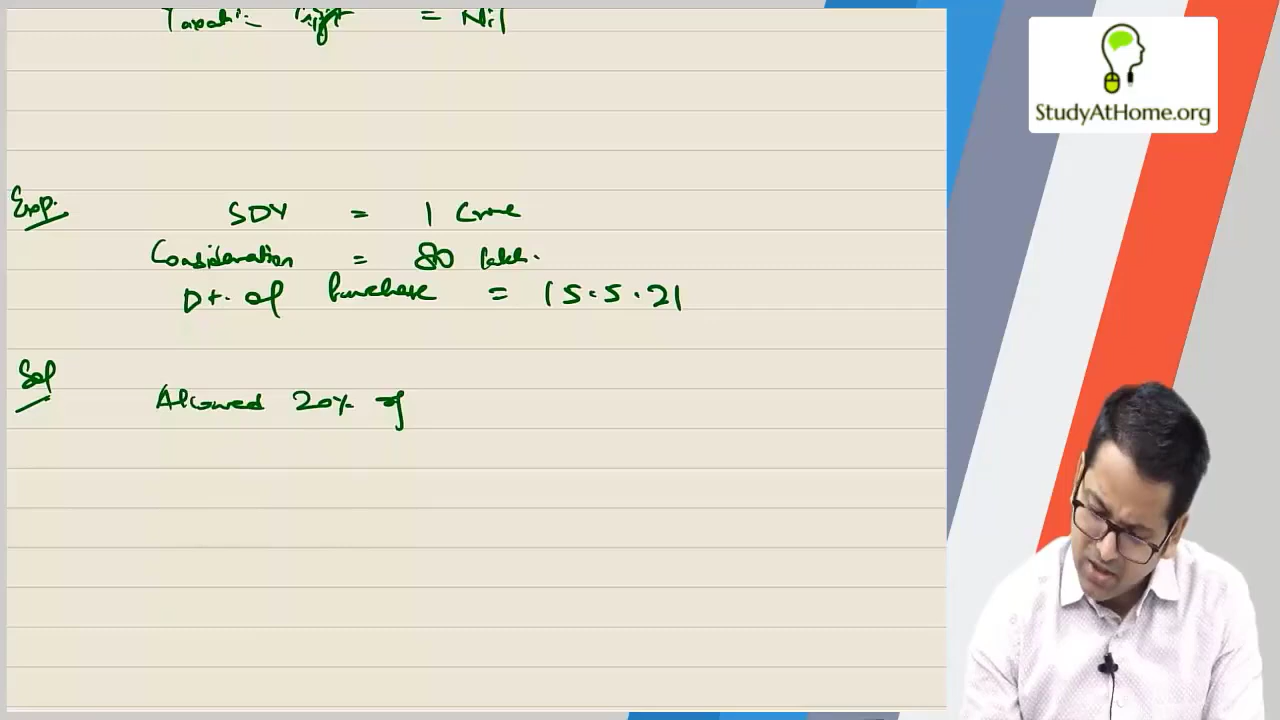 Taxable Gift = Nil
StudyAtHome.org
Exp. SDV = 1 Crore
Consideration = 80 lakh.
Dt. of Purchase = 15.5.21
Sol Allowed 20% of